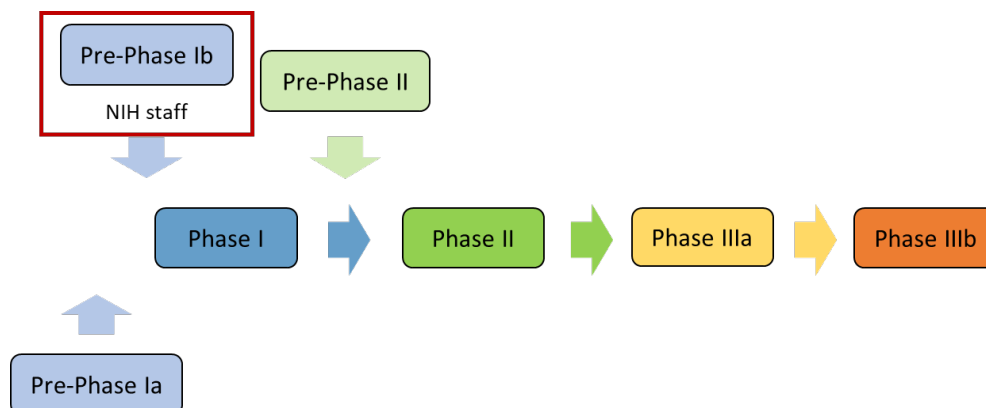 Pre-Phase Ib
NIH staff
Pre-Phase II
Phase I
Phase II
Phase IIIa
Phase IIIb
Pre-Phase Ia